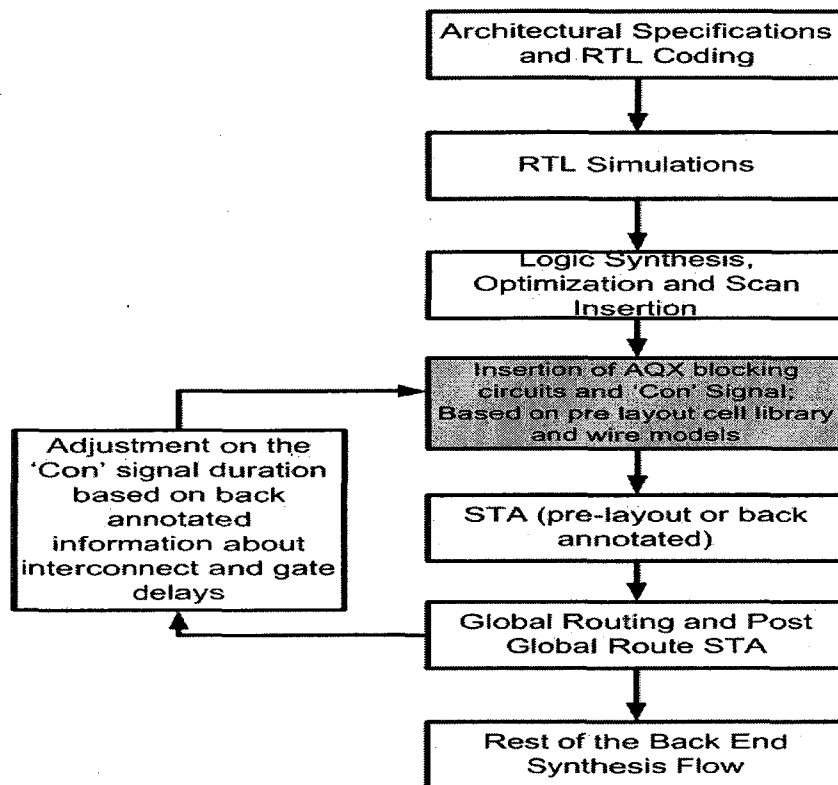 Architectural Specifications
and RTL Coding
RTL Simulations
Logic Synthesis,
Optimization and Scan
Insertion
Insertion of AQX blocking
circuits and 'Con' Signal;
Based on pre layout cell library
and wire models
Adjustment on the
'Con' signal duration
based on back
annotated
information about
interconnect and gate
delays
STA (pre-layout or back
annotated)
Global Routing and Post
Global Route STA
Rest of the Back End
Synthesis Flow